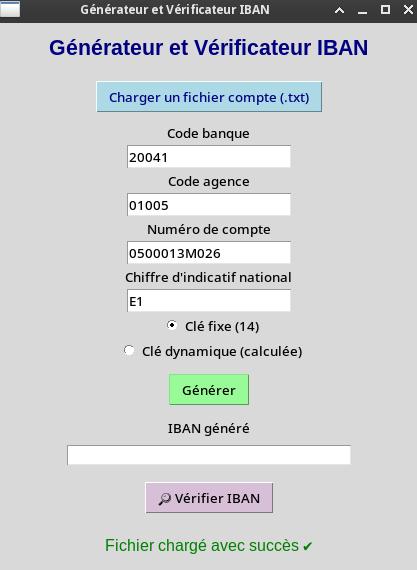 Générateur et Vérificateur IBAN
Générateur et Vérificateur IBAN
Charger un fichier compte (.txt)
Code banque
20041
Code agence
01005
Numéro de compte
0500013M026
Chiffre d'indicatif national
E1
Clé fixe (14)
Clé dynamique (calculée)
Générer
IBAN généré
🔎 Vérifier IBAN
Fichier chargé avec succès ✔